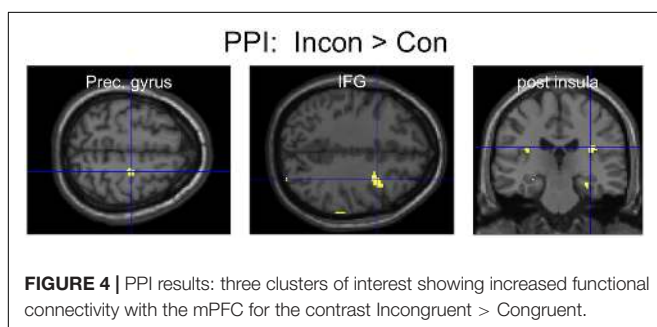 PPI: Incon > Con
Prec. gyrus
IFG
post insula
FIGURE 4 | PPI results: three clusters of interest showing increased functional
connectivity with the mPFC for the contrast Incongruent > Congruent.